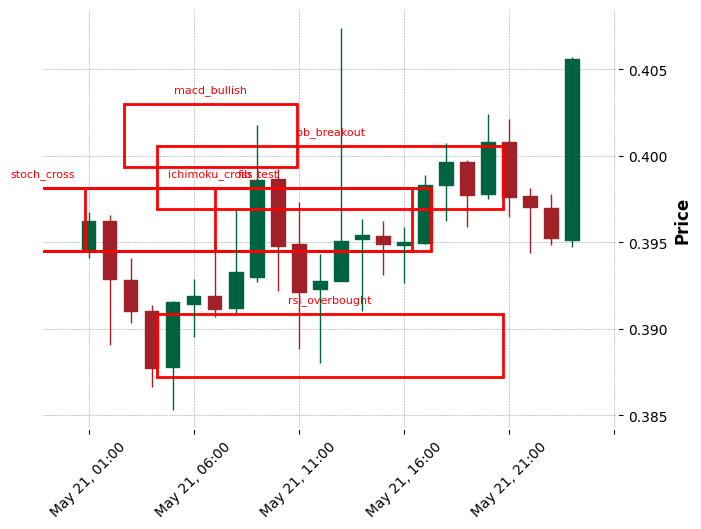 macd_bullish
bb_breakout
stoch_cross
ichimoku_cross
fib_test
rsi_overbought
0.405
0.400
0.395
0.390
0.385
Price
May 21, 01:00
May 21, 06:00
May 21, 11:00
May 21, 16:00
May 21, 21:00